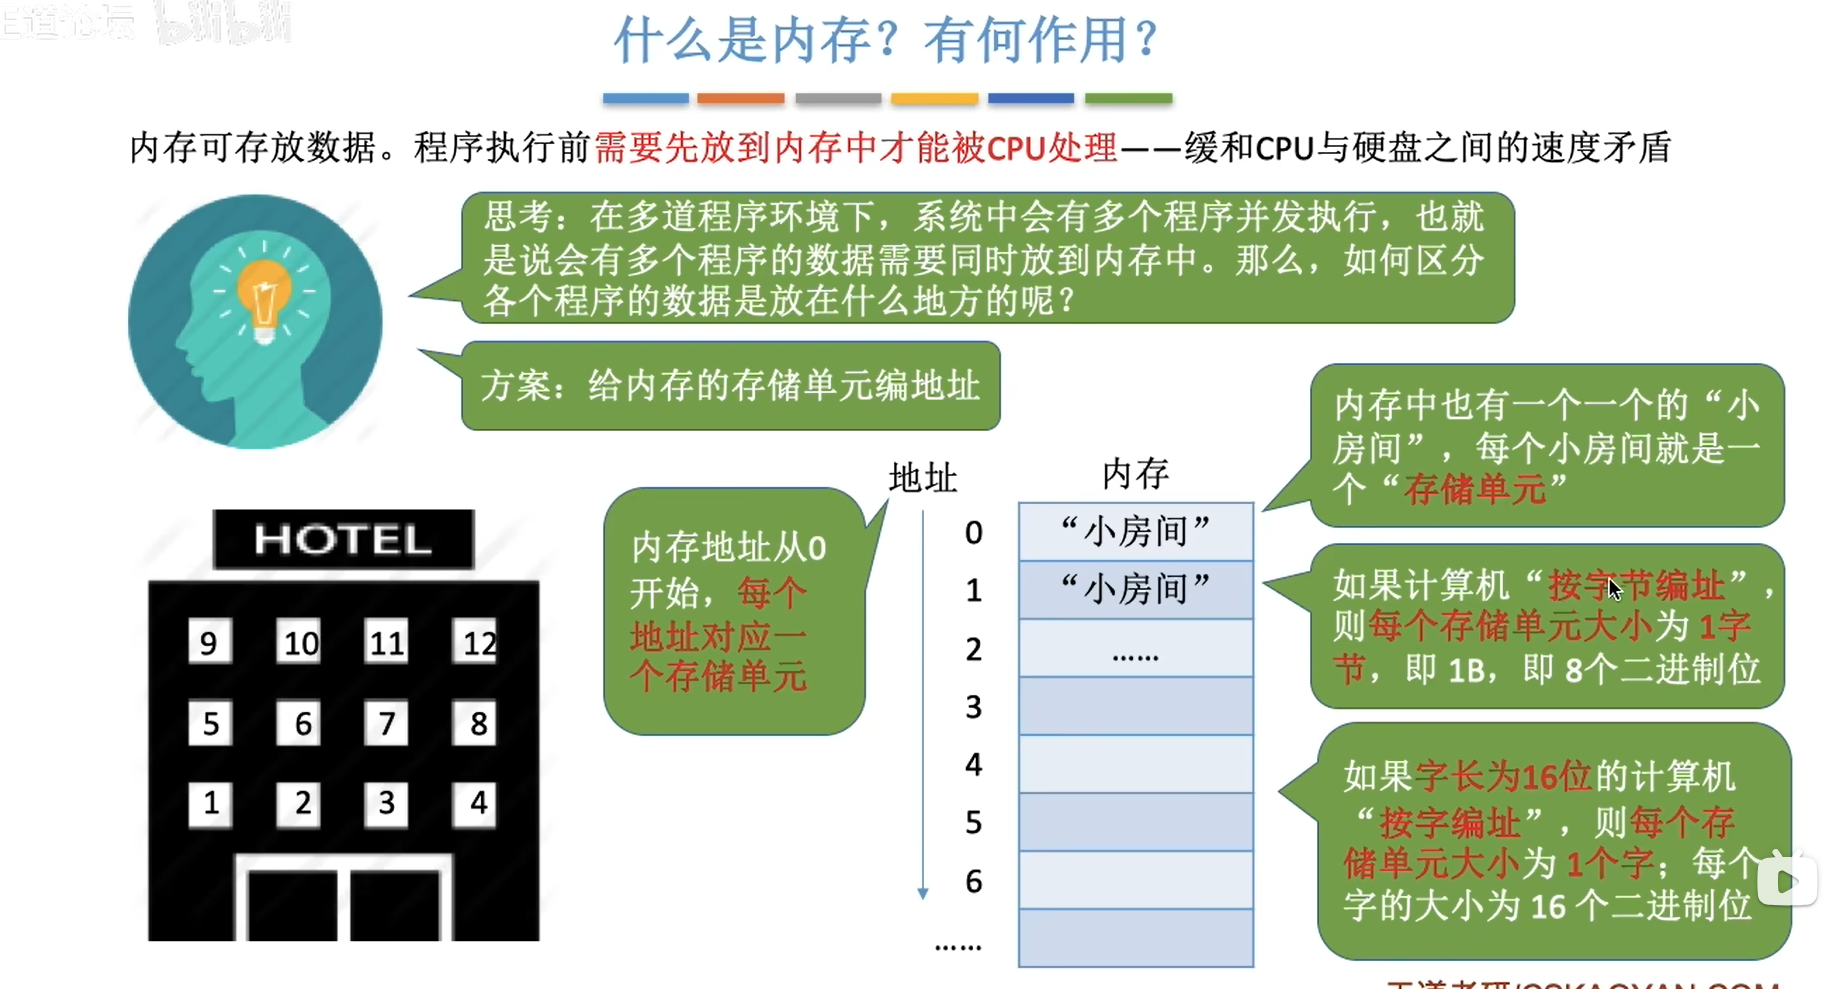 王道论坛 bilibili
什么是内存？有何作用？
内存可存放数据。程序执行前需要先放到内存中才能被CPU处理——缓和CPU与硬盘之间的速度矛盾
思考：在多道程序环境下，系统中会有多个程序并发执行，也就
是说会有多个程序的数据需要同时放到内存中。那么，如何区分
各个程序的数据是放在什么地方的呢？
方案：给内存的存储单元编地址
HOTEL
9 10 11 12
5 6 7 8
1 2 3 4
内存地址从0
开始，每个
地址对应一
个存储单元
地址
内存
0 “小房间”
1 “小房间”
2 ……
3
4
5
6
……
内存中也有一个一个的“小
房间”，每个小房间就是一
个“存储单元”
如果计算机“按字节编址”，
则每个存储单元大小为 1字
节，即 1B，即 8个二进制位
如果字长为16位的计算机
“按字编址”，则每个存
储单元大小为 1个字；每个
字的大小为 16 个二进制位
王道考研/CSKAOYAN.COM